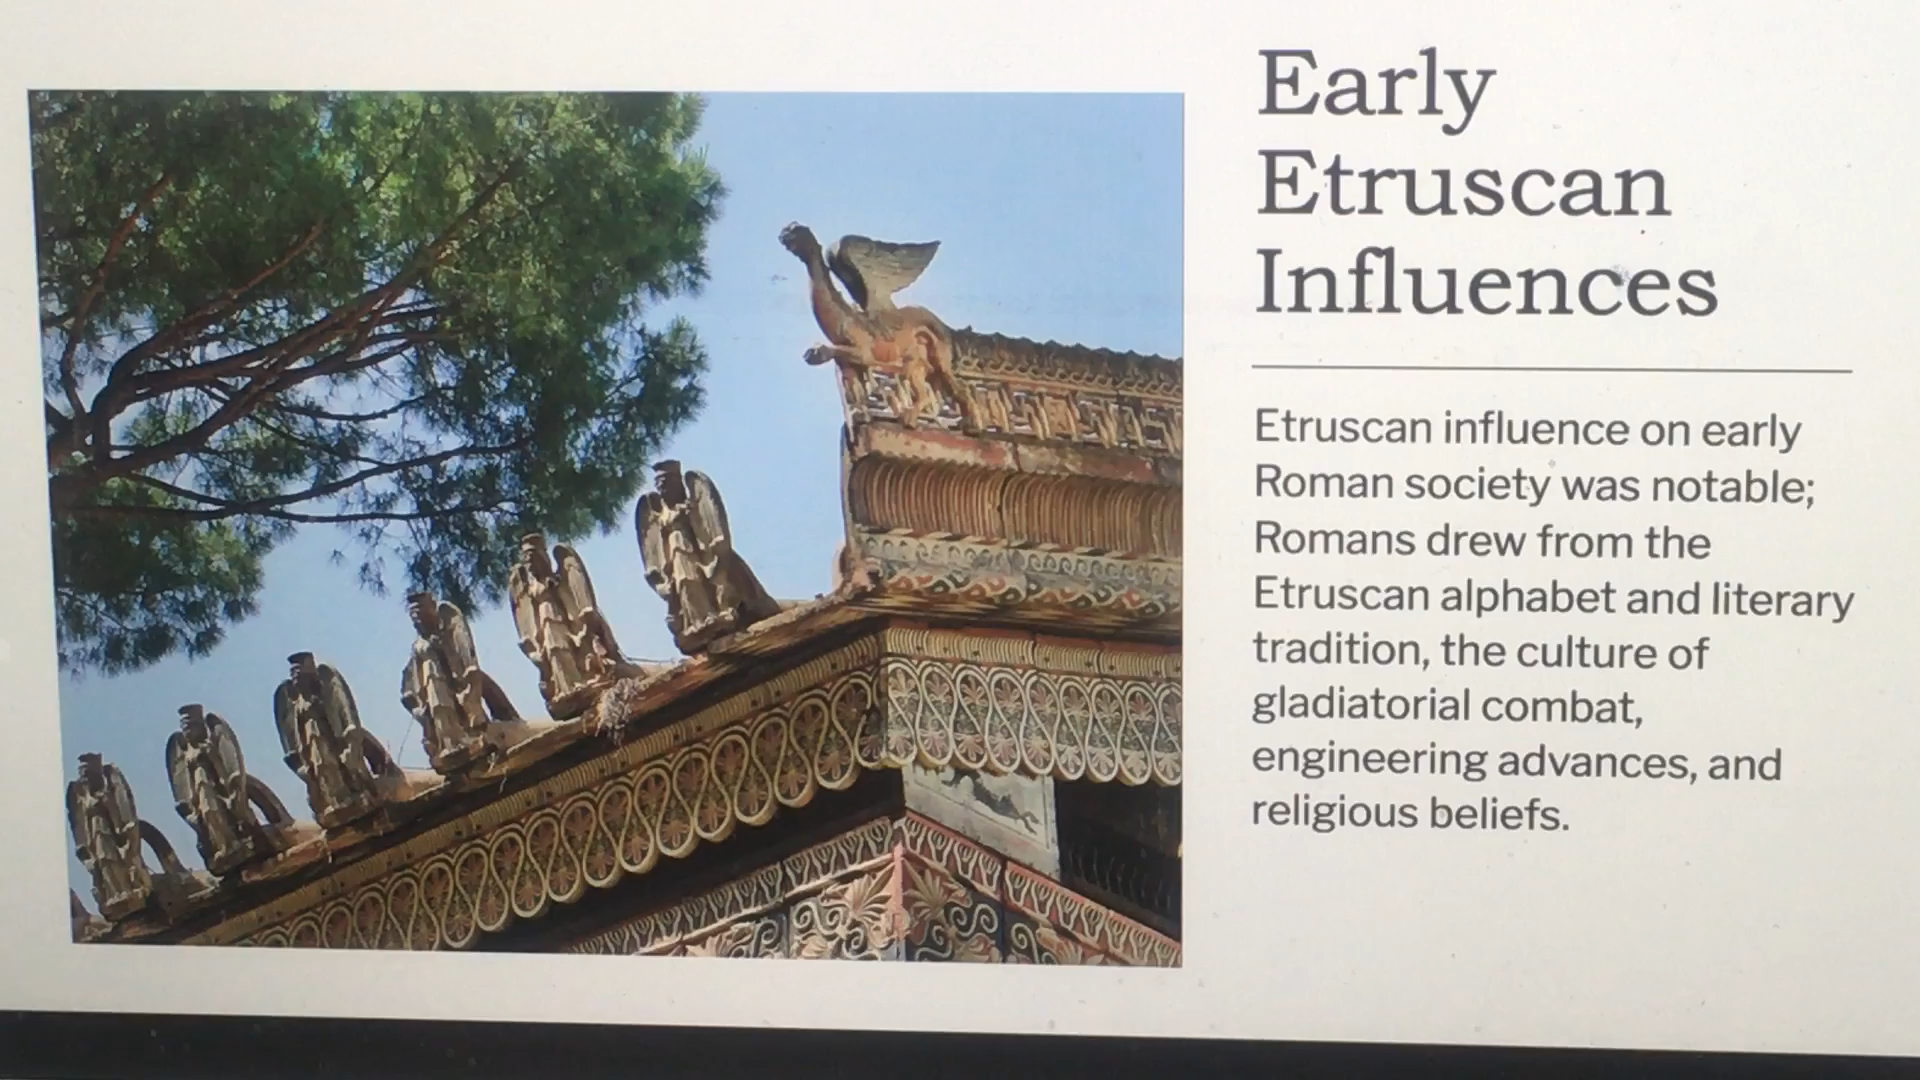 Early
Etruscan
Influences
Etruscan influence on early
Roman society was notable;
Romans drew from the
Etruscan alphabet and literary
tradition, the culture of
gladiatorial combat,
engineering advances, and
religious beliefs.